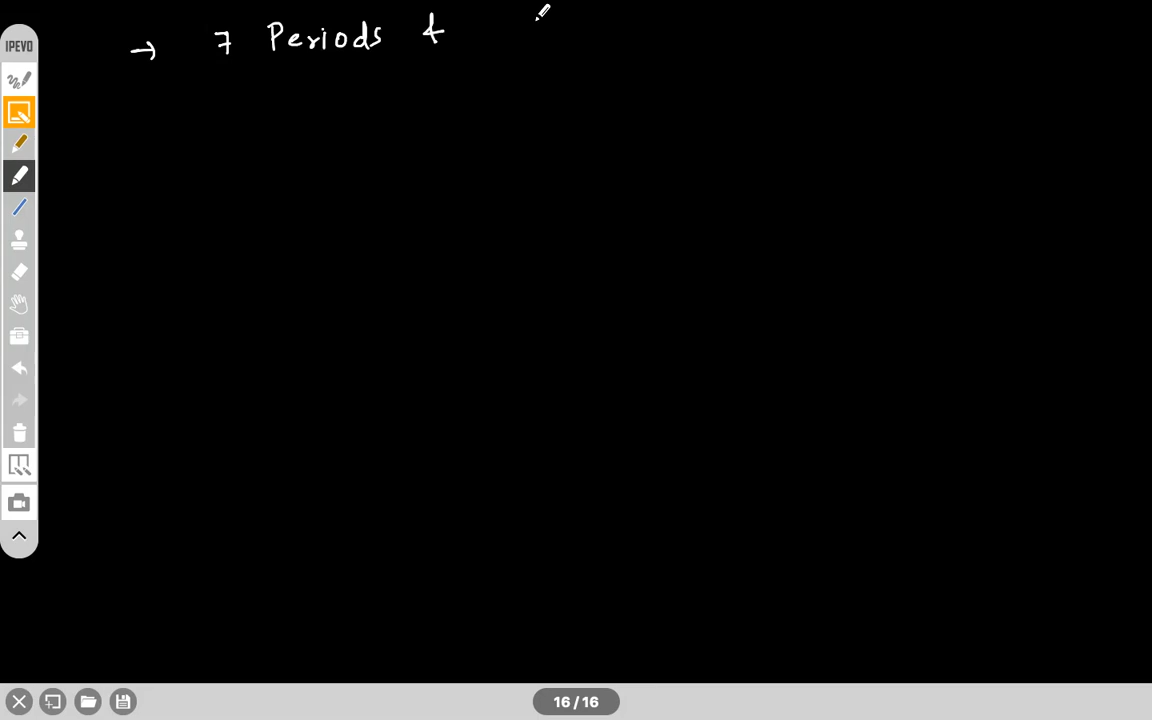 → 7 Periods &
IPEVO
16/16